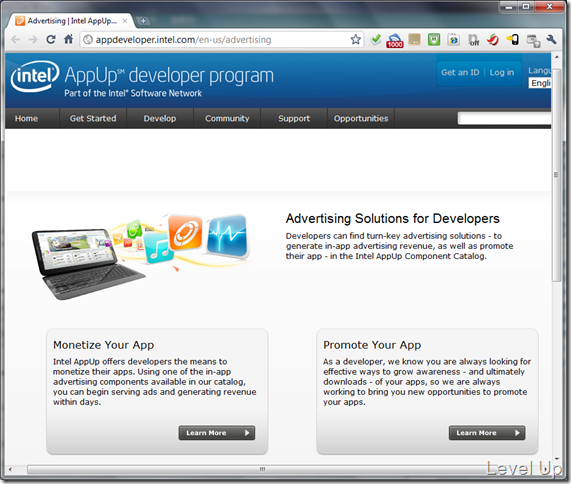 Advertising | Intel AppUp
appdeveloper.intel.com/en-us/advertising
1000
intel
AppUp SM developer program
Part of the Intel® Software Network
Get an ID | Log in
Langu
Engli
Home
Get Started
Develop
Community
Support
Opportunities
Advertising Solutions for Developers
Developers can find turn-key advertising solutions - to
generate in-app advertising revenue, as well as promote
their app - in the Intel AppUp Component Catalog.
Monetize Your App
Intel AppUp offers developers the means to
monetize their apps. Using one of the in-app
advertising components available in our catalog,
you can begin serving ads and generating revenue
within days.
Learn More
Promote Your App
As a developer, we know you are always looking for
effective ways to grow awareness - and ultimately
downloads - of your apps, so we are always
working to bring you new opportunities to promote
your apps.
Learn More
Level Up